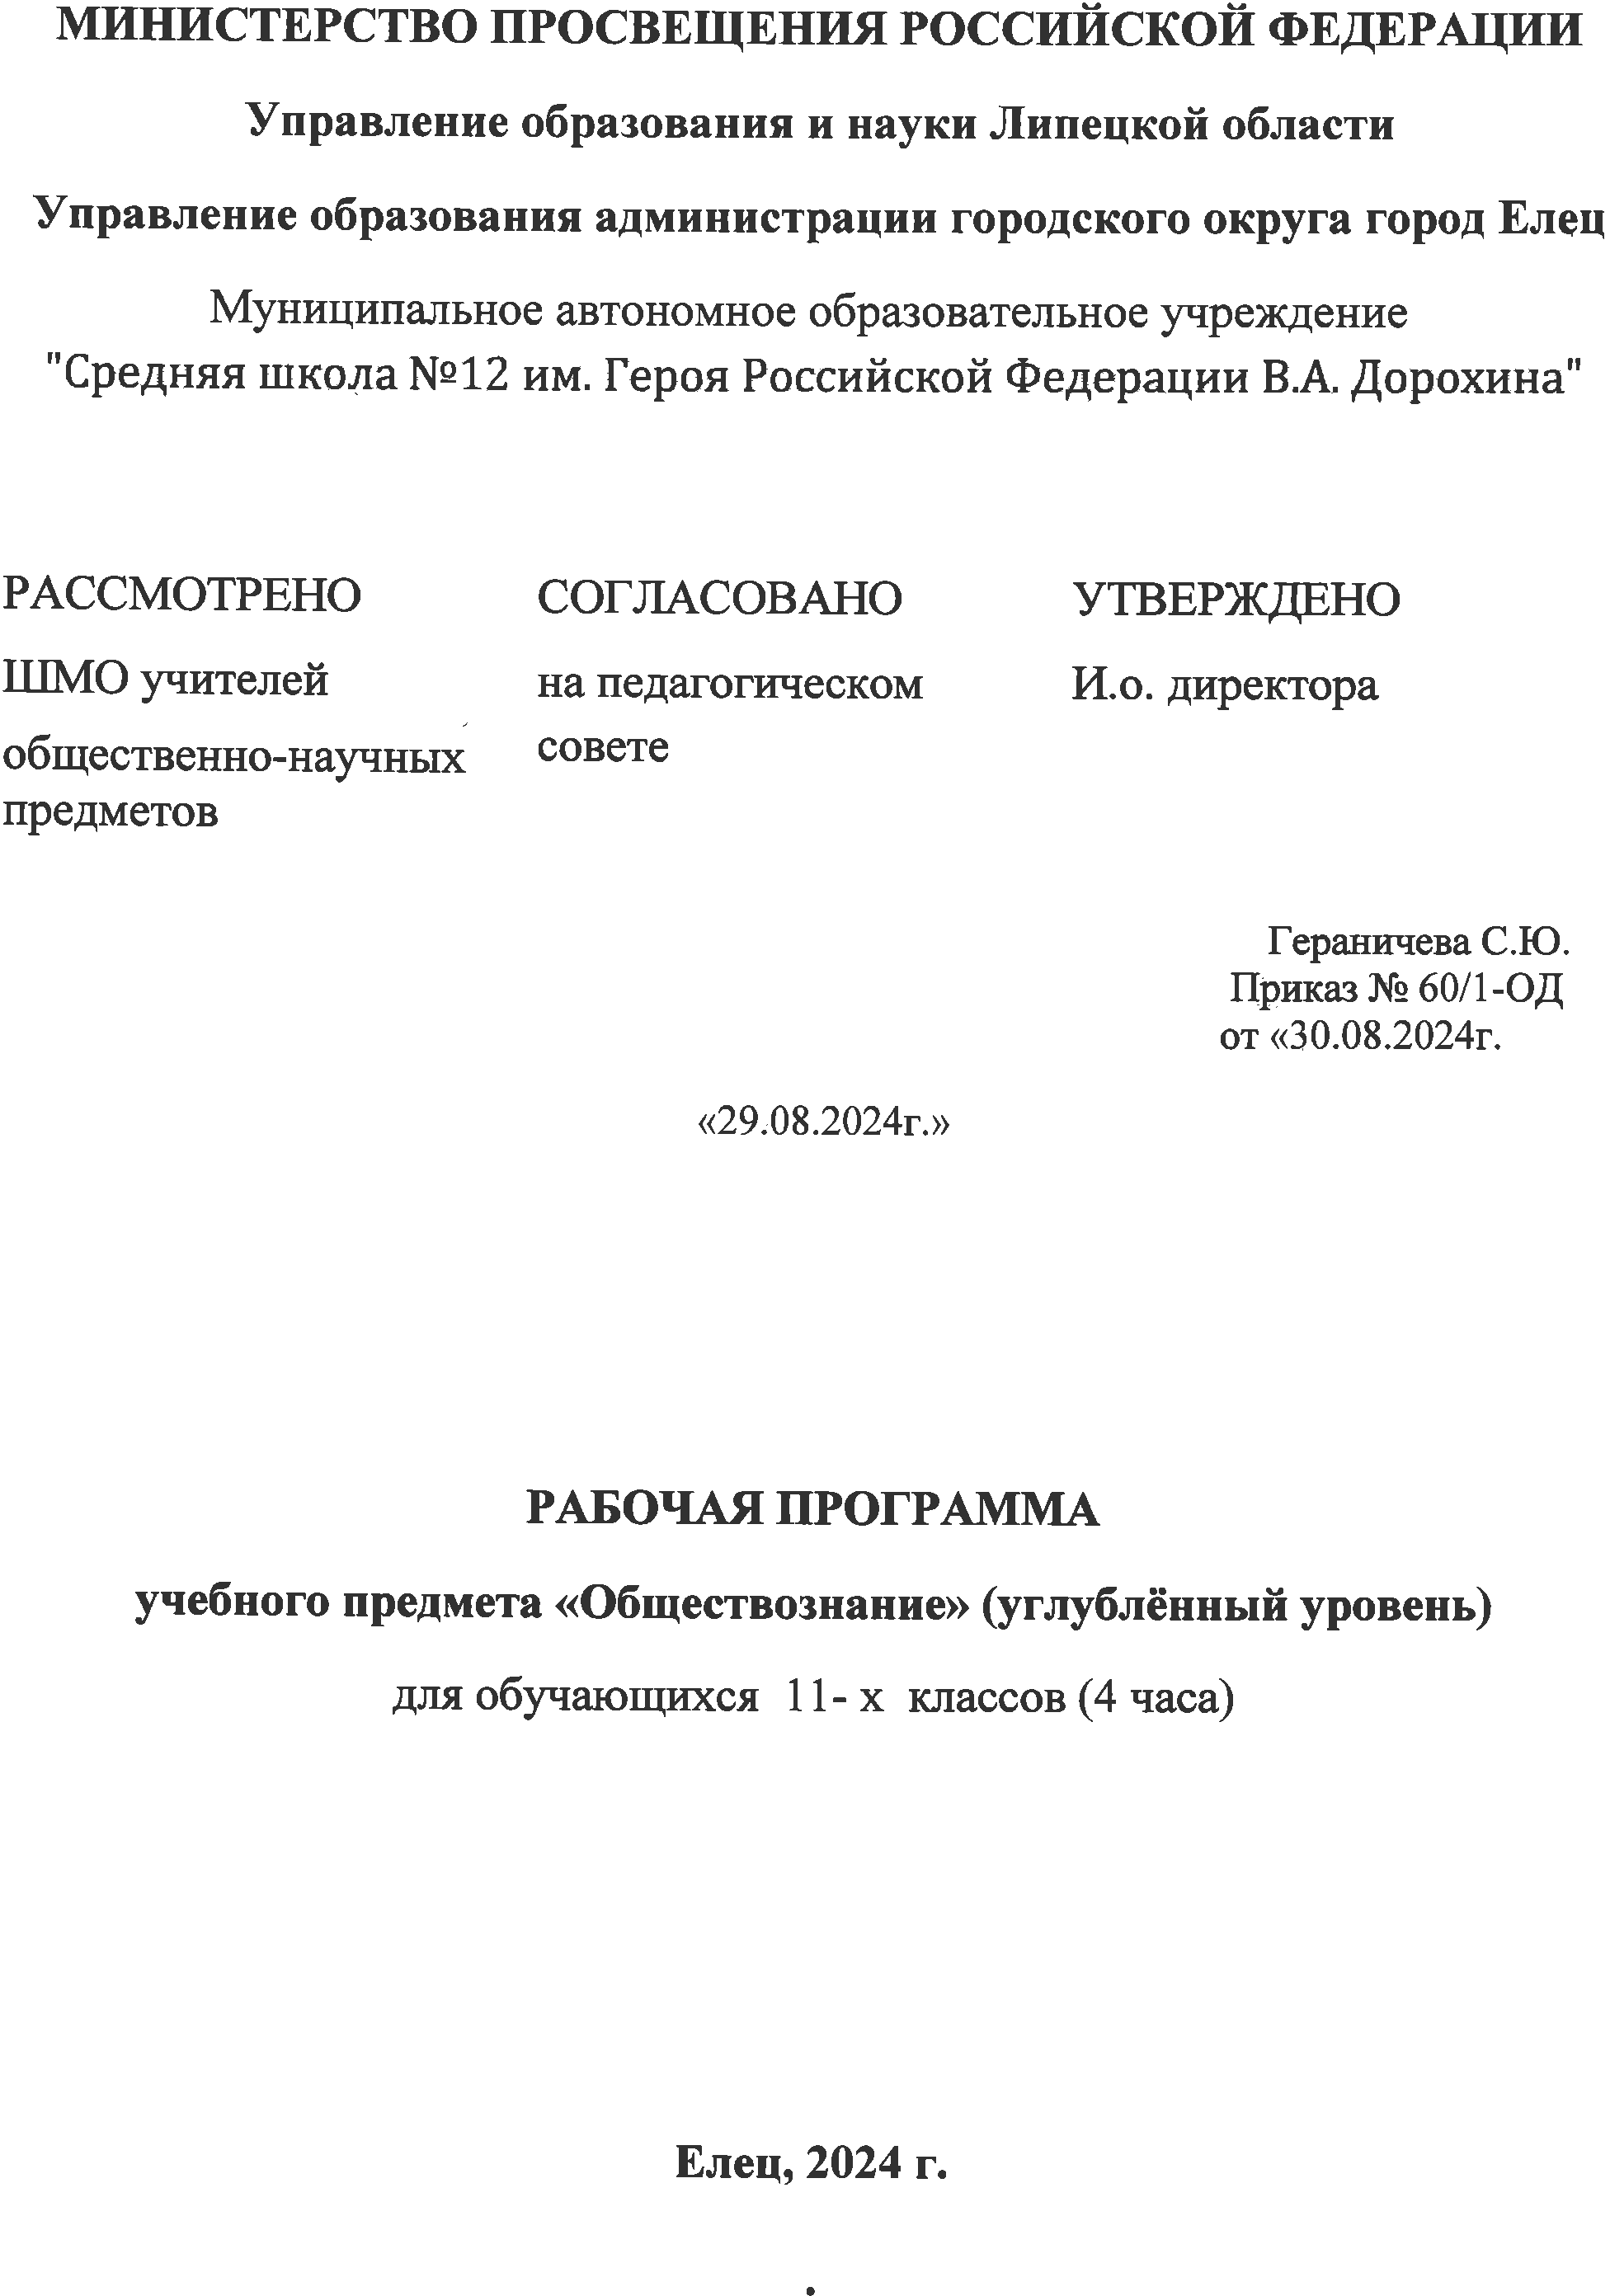 МИНИСТЕРСТВО ПРОСВЕЩЕНИЯ РОССИЙСКОЙ ФЕДЕРАЦИИ
Управление образования и науки Липецкой области
Управление образования администрации городского округа город Елец
Муниципальное автономное образовательное учреждение
"Средняя школа №12 им. Героя Российской Федерации В.А. Дорохина"
РАССМОТРЕНО
ШМО учителей
общественно-научных
предметов
СОГЛАСОВАНО
на педагогическом
совете
«29.08.2024г.»
УТВЕРЖДЕНО
И.о. директора
Гераничева С.Ю.
Приказ № 60/1-ОД
от «30.08.2024г.
РАБОЧАЯ ПРОГРАММА
учебного предмета «Обществознание» (углублённый уровень)
для обучающихся 11- х классов (4 часа)
Елец, 2024 г.